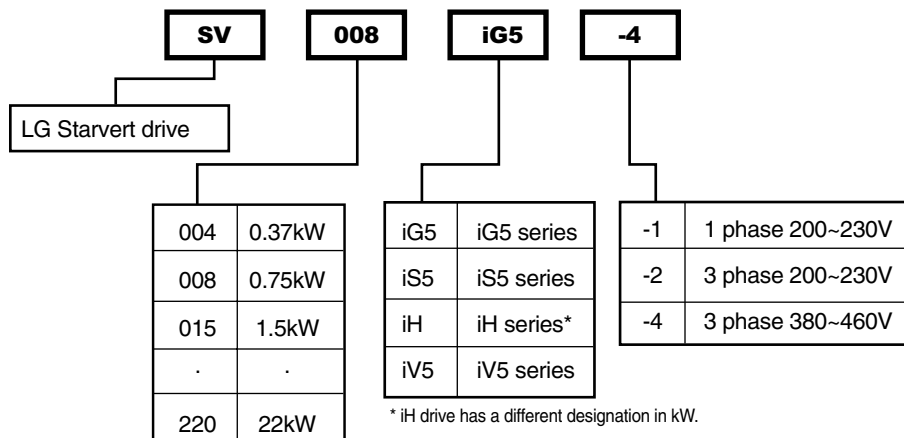 SV 008 iG5 -4
LG Starvert drive
004 0.37kW
008 0.75kW
015 1.5kW
. .
220 22kW
iG5 iG5 series
iS5 iS5 series
iH iH series*
iV5 iV5 series
* iH drive has a different designation in kW.
-1 1 phase 200~230V
-2 3 phase 200~230V
-4 3 phase 380~460V